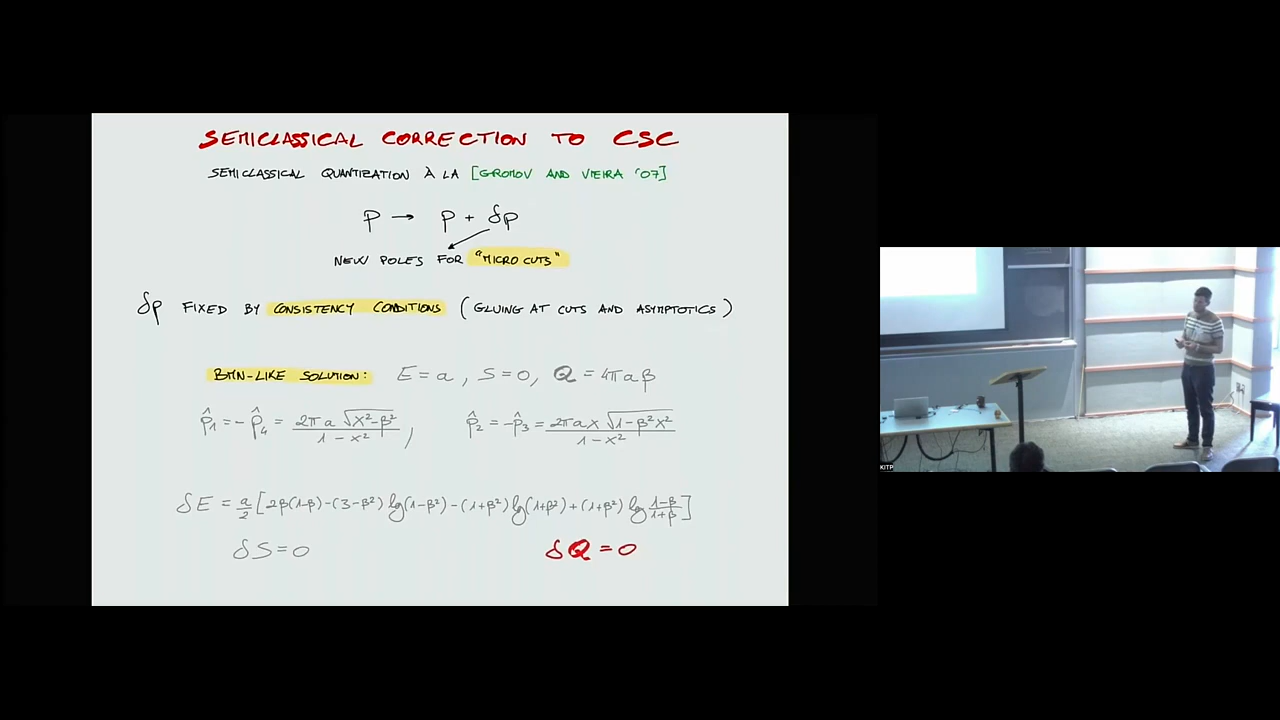 SEMICLASSICAL CORRECTION TO CSC
SEMICLASSICAL QUANTIZATION À LA [GROMOV AND VIEIRA '07]
p → p + δp
NEW POLES FOR "MICRO CUTS"
δp FIXED BY CONSISTENCY CONDITIONS (GLUING AT CUTS AND ASYMPTOTICS)
BMN-LIKE SOLUTION: E = a, S = 0, Q = 4πaβ
p̂₁ = -p̂₄ = 2πa√(x²-β²) / (1-x²), p̂₂ = -p̂₃ = 2πax√(1-β²x²) / (1-x²)
δE = a/2 [2β(1-β)-(3-β²)log(1-β²)-(1+β²)log(1+β²)+(1+β²)log (1-β)/(1+β)]
δS = 0 δQ = 0
KITP